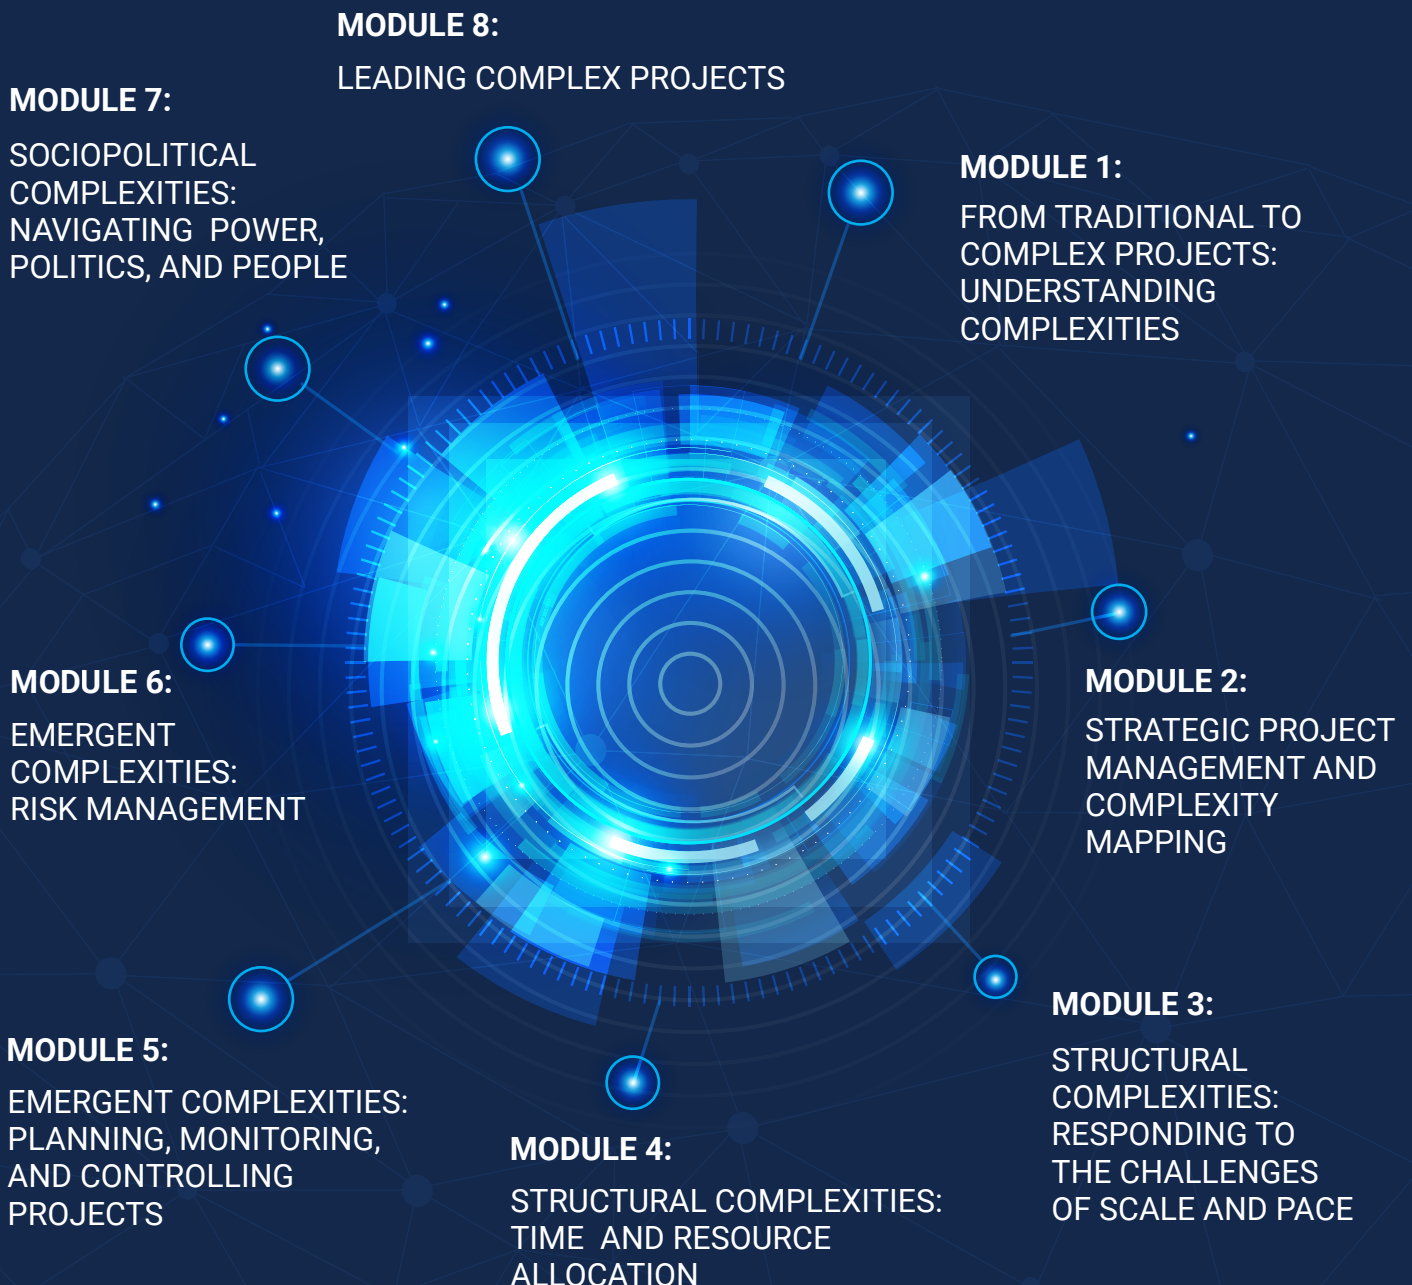 MODULE 8:
LEADING COMPLEX PROJECTS
MODULE 7:
SOCIOPOLITICAL
COMPLEXITIES:
NAVIGATING POWER,
POLITICS, AND PEOPLE
MODULE 1:
FROM TRADITIONAL TO
COMPLEX PROJECTS:
UNDERSTANDING
COMPLEXITIES
MODULE 6:
EMERGENT
COMPLEXITIES:
RISK MANAGEMENT
MODULE 2:
STRATEGIC PROJECT
MANAGEMENT AND
COMPLEXITY
MAPPING
MODULE 5:
EMERGENT COMPLEXITIES:
PLANNING, MONITORING,
AND CONTROLLING
PROJECTS
MODULE 4:
STRUCTURAL COMPLEXITIES:
TIME AND RESOURCE
ALLOCATION
MODULE 3:
STRUCTURAL
COMPLEXITIES:
RESPONDING TO
THE CHALLENGES
OF SCALE AND PACE